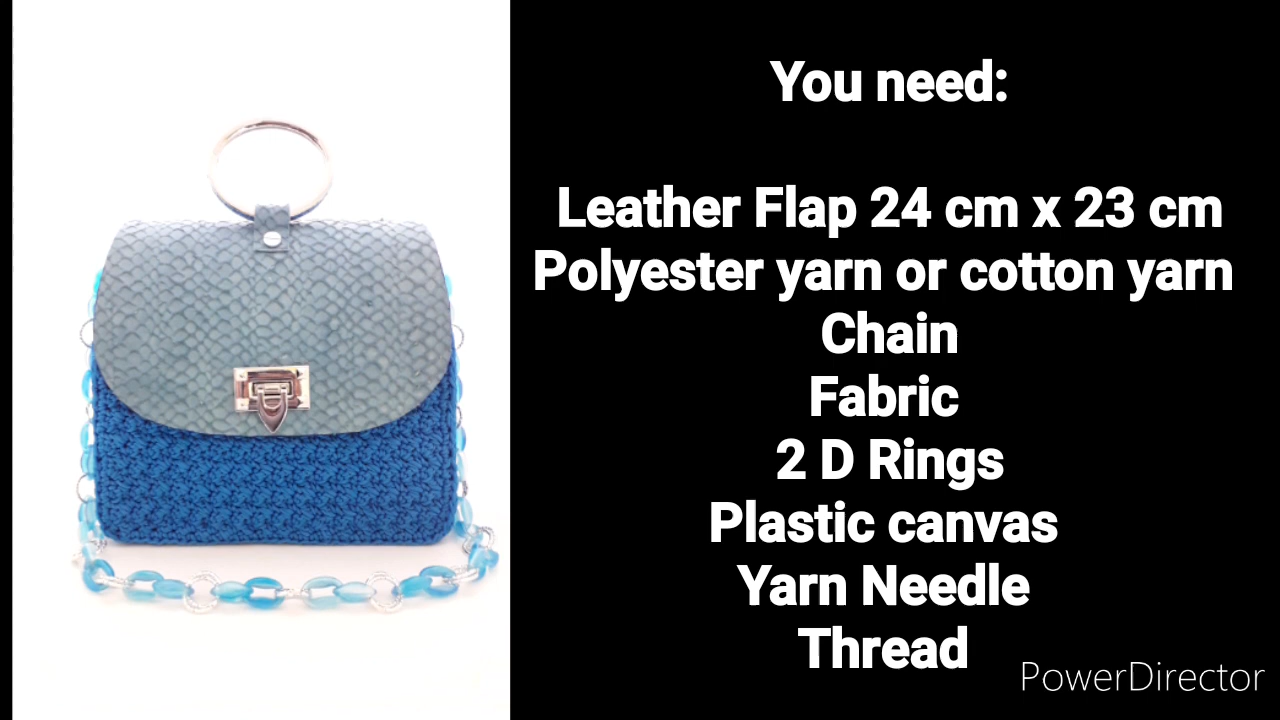 You need:
Leather Flap 24 cm x 23 cm
Polyester yarn or cotton yarn
Chain
Fabric
2 D Rings
Plastic canvas
Yarn Needle
Thread
PowerDirector